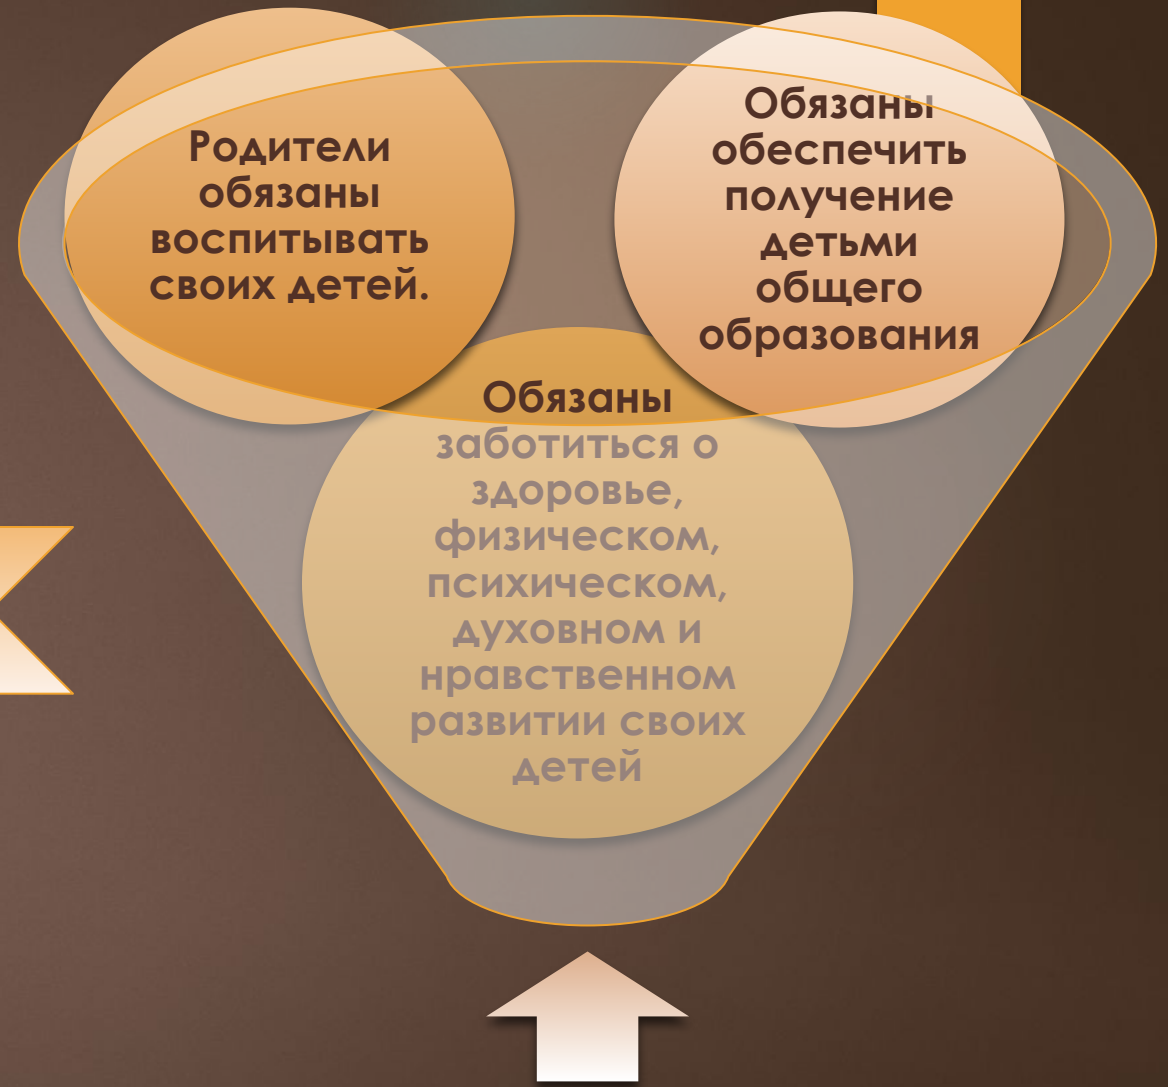 Родители
обязаны
воспитывать
своих детей.
Обязаны
обеспечить
получение
детьми
общего
образования
Обязаны
заботиться о
здоровье,
физическом,
психическом,
духовном и
нравственном
развитии своих
детей